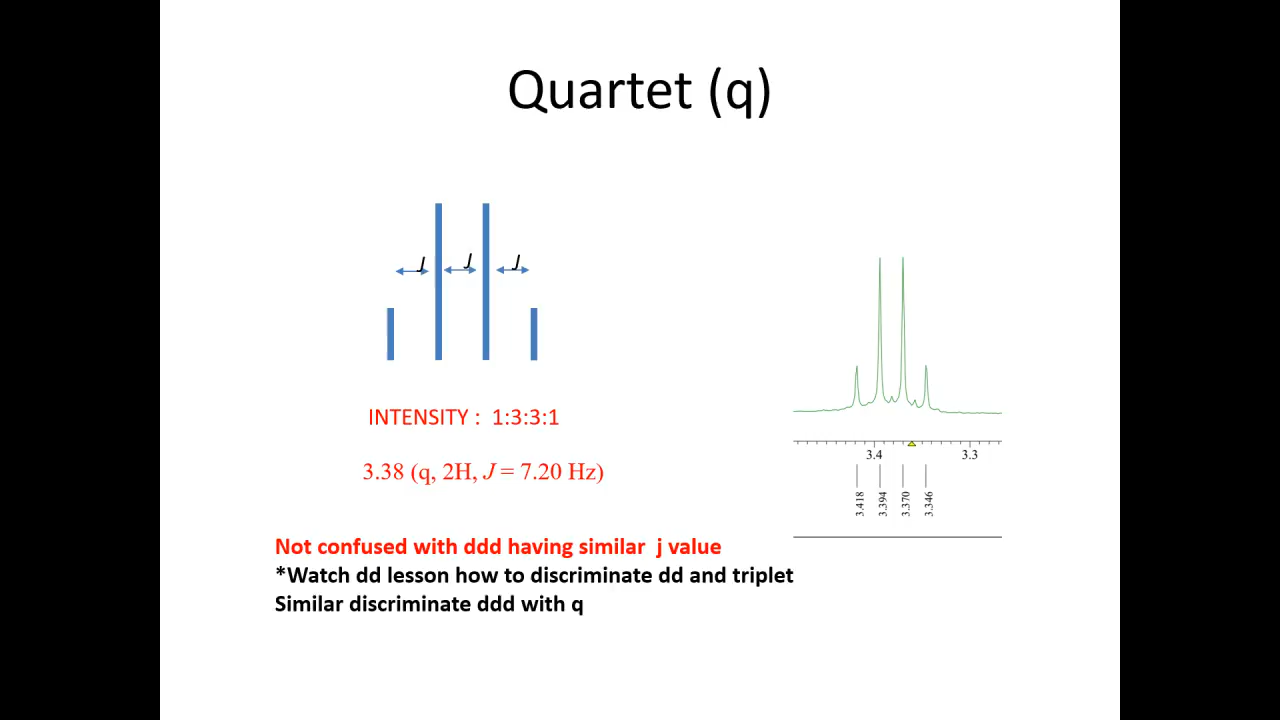 Quartet (q)
J J J
INTENSITY : 1:3:3:1
3.38 (q, 2H, J = 7.20 Hz)
3.4 3.3
3.418 3.394 3.370 3.346
Not confused with ddd having similar j value
*Watch dd lesson how to discriminate dd and triplet
Similar discriminate ddd with q